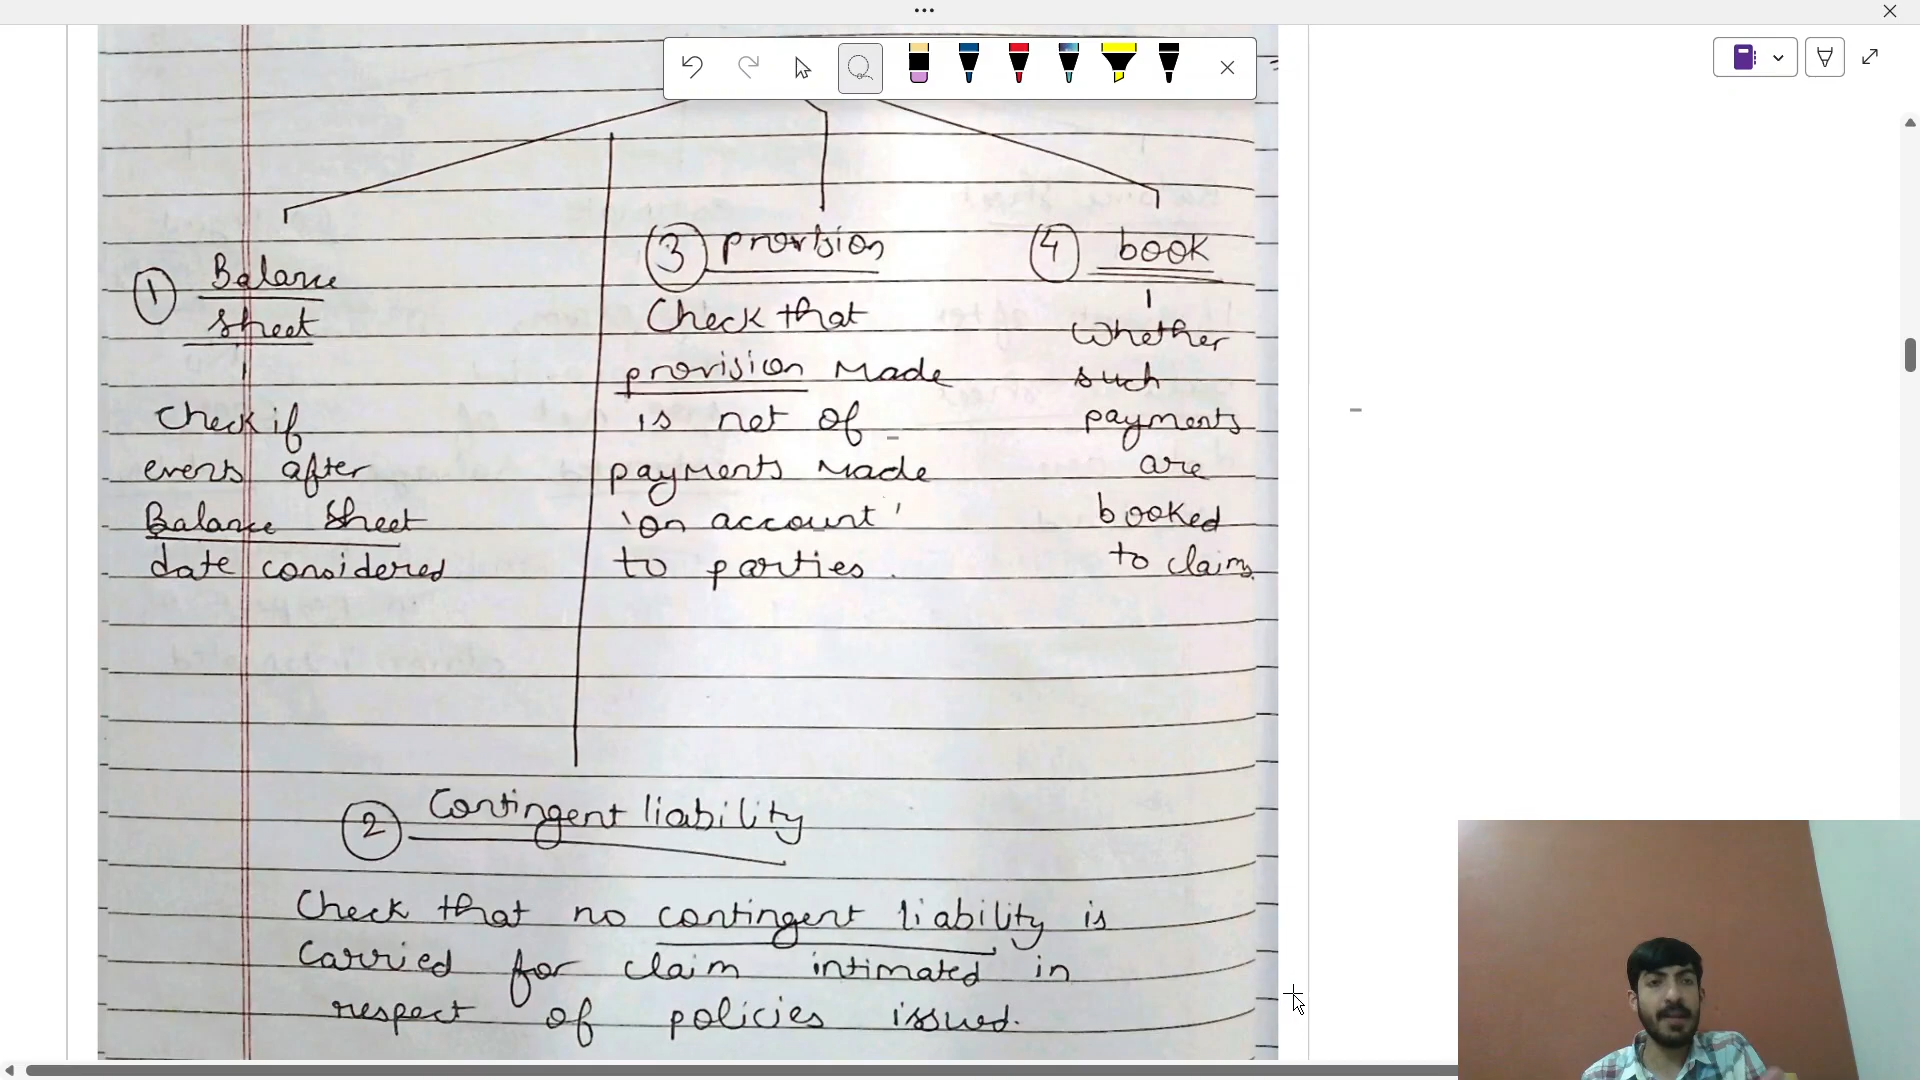 ① Balance
sheet
Check if
events after
Balance Sheet
date considered
③ provision
Check that
provision Made
is net of
payments Made
'on account'
to parties.
④ book
Whether
such
payments
are
booked
to claims.
② Contingent liability
Check that no contingent liability is
Carried for claim intimated in
respect of policies issued.